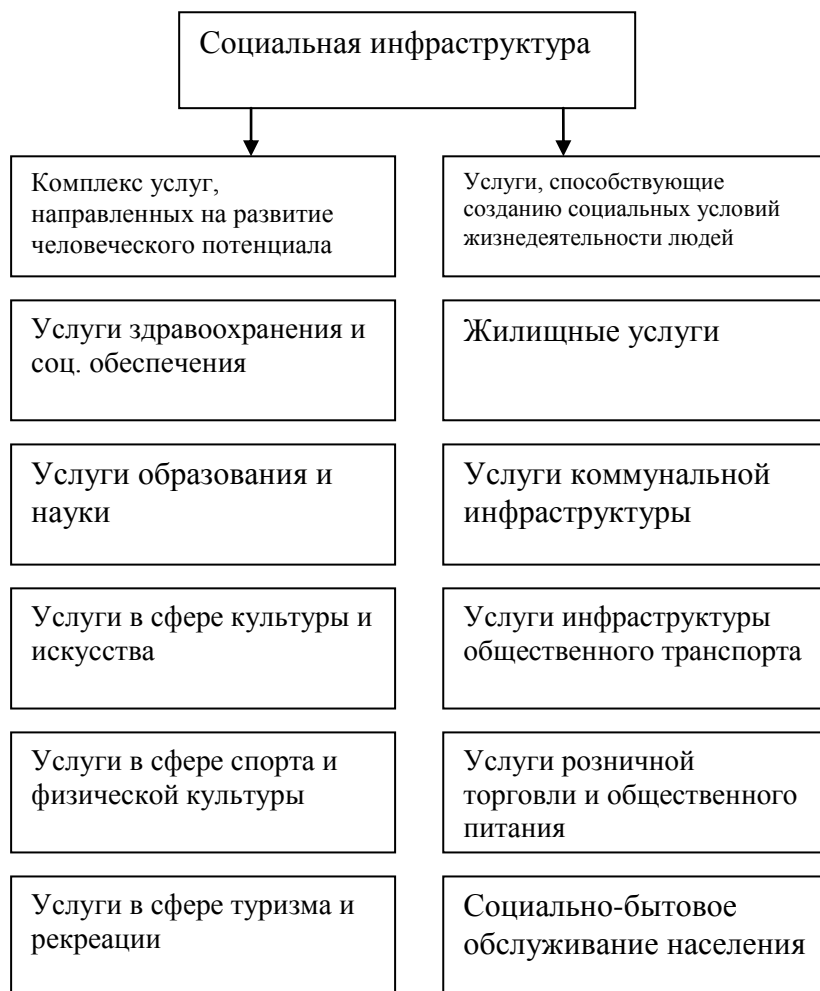 Социальная инфраструктура
Комплекс услуг,
направленных на развитие
человеческого потенциала
Услуги, способствующие
созданию социальных условий
жизнедеятельности людей
Услуги здравоохранения и
соц. обеспечения
Жилищные услуги
Услуги образования и
науки
Услуги коммунальной
инфраструктуры
Услуги в сфере культуры и
искусства
Услуги инфраструктуры
общественного транспорта
Услуги в сфере спорта и
физической культуры
Услуги розничной
торговли и общественного
питания
Услуги в сфере туризма и
рекреации
Социально-бытовое
обслуживание населения